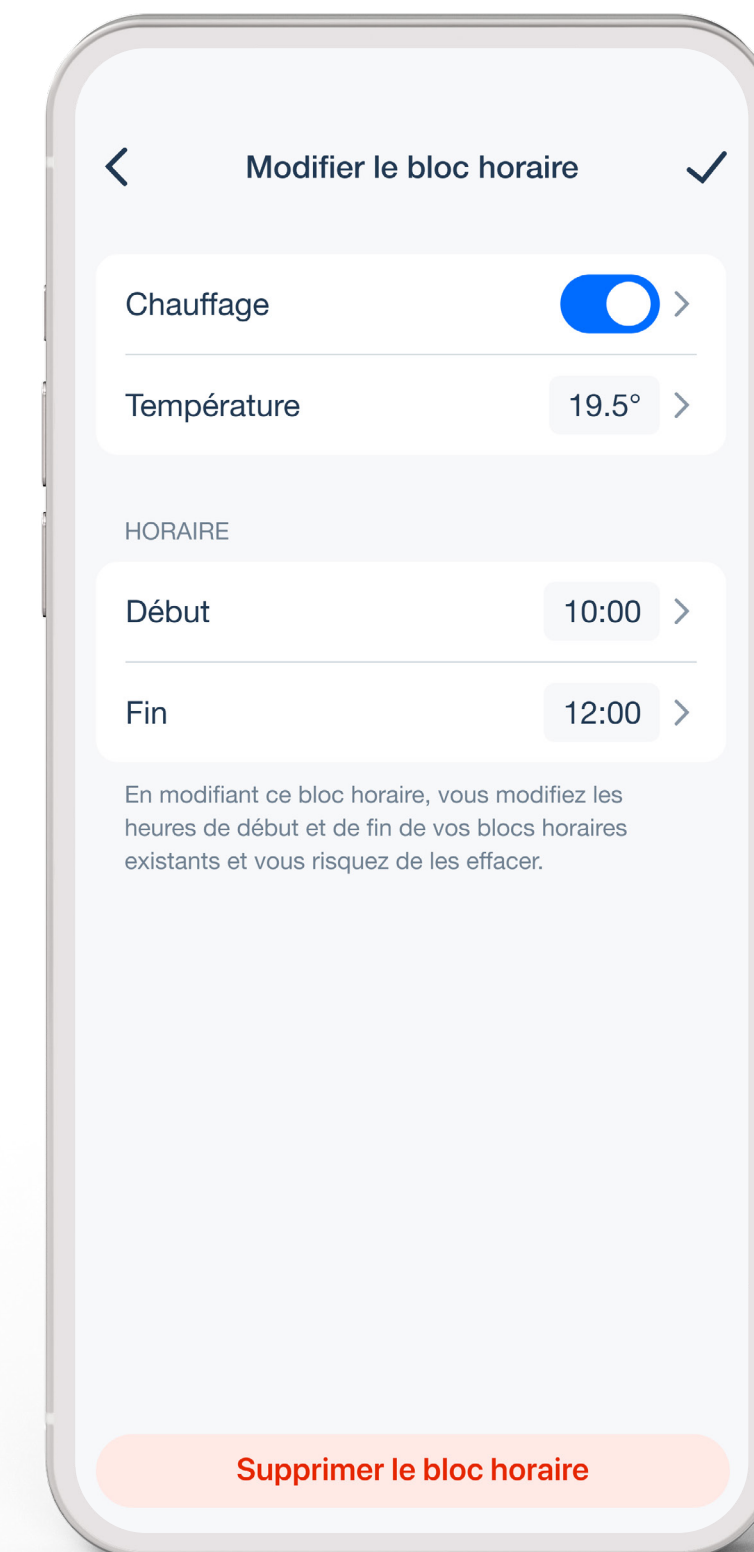 Modifier le bloc horaire
Chauffage
Température 19.5°
HORAIRE
Début 10:00
Fin 12:00
En modifiant ce bloc horaire, vous modifiez les
heures de début et de fin de vos blocs horaires
existants et vous risquez de les effacer.
Supprimer le bloc horaire